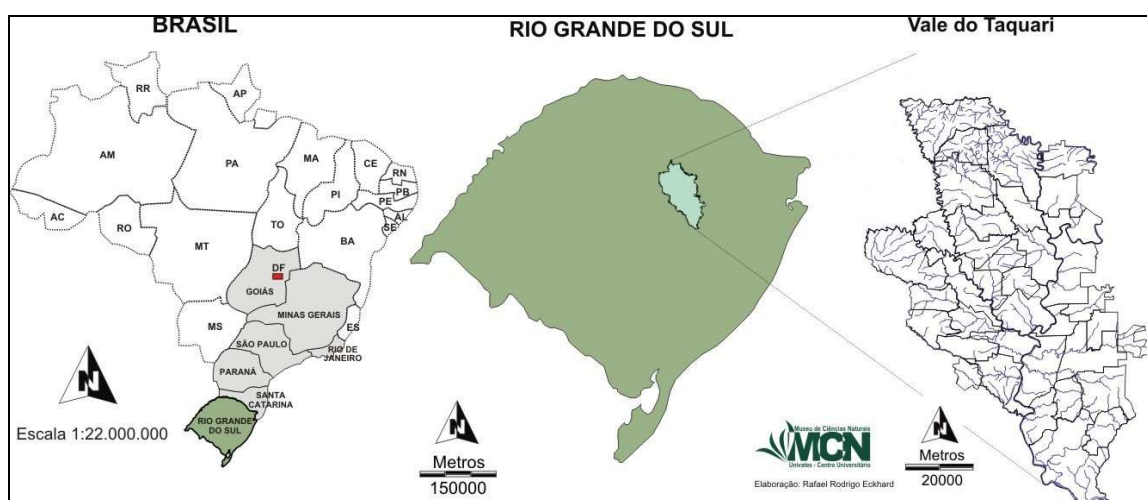 BRASIL
RIO GRANDE DO SUL
Vale do Taquari
RR
AP
AM
PA
MA
CE
RN
PB
PE
AL
SE
PI
AC
RO
TO
BA
MT
DF
GOIÁS
MINAS GERAIS
MS
ES
SÃO PAULO
RIO DE
JANEIRO
PARANÁ
SANTA
CATARINA
RIO GRANDE
DO SUL
N
Escala 1:22.000.000
N
Metros
150000
Museu de Ciências Naturais
MCN
Univates - Centro Universitário
Elaboração: Rafael Rodrigo Eckhard
N
Metros
20000